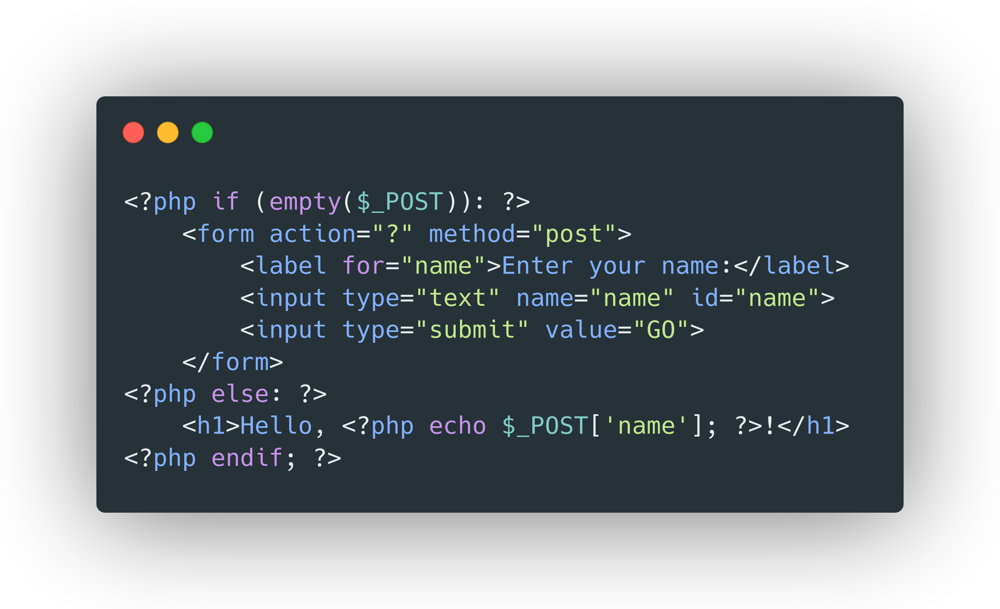 <?php if (empty($_POST)): ?>
    <form action="?" method="post">
        <label for="name">Enter your name:</label>
        <input type="text" name="name" id="name">
        <input type="submit" value="GO">
    </form>
<?php else: ?>
    <h1>Hello, <?php echo $_POST['name']; ?>!</h1>
<?php endif; ?>